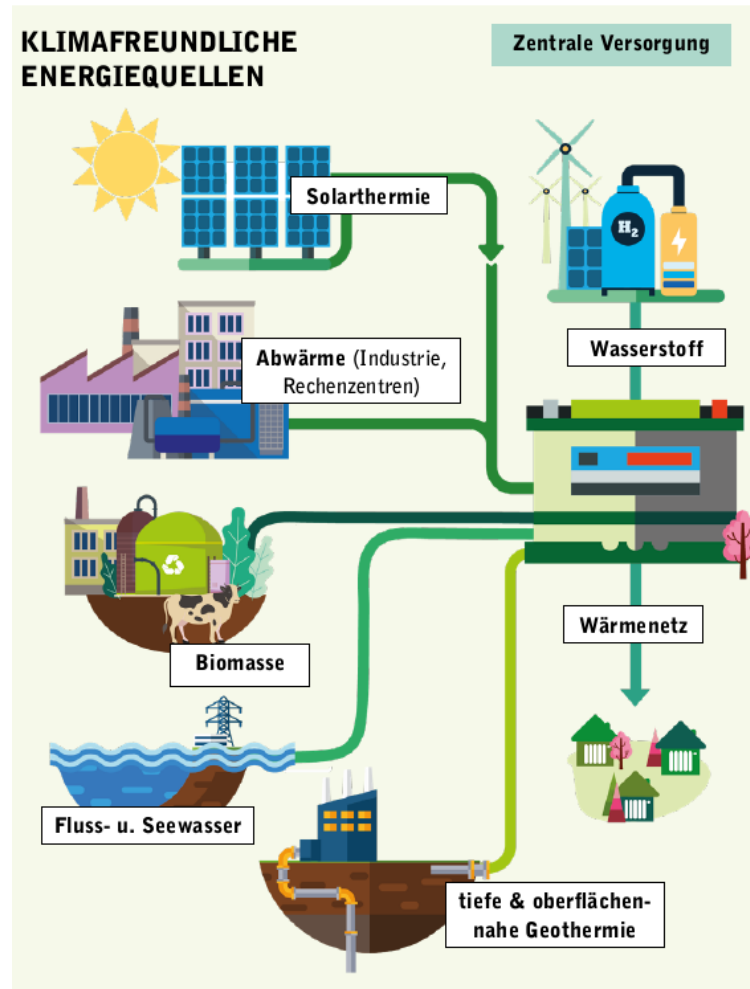 KLIMAFREUNDLICHE
ENERGIEQUELLEN
Zentrale Versorgung
Solarthermie
H₂
Wasserstoff
Abwärme (Industrie,
Rechenzentren)
Biomasse
Wärmenetz
Fluss- u. Seewasser
tiefe & oberflächen-
nahe Geothermie